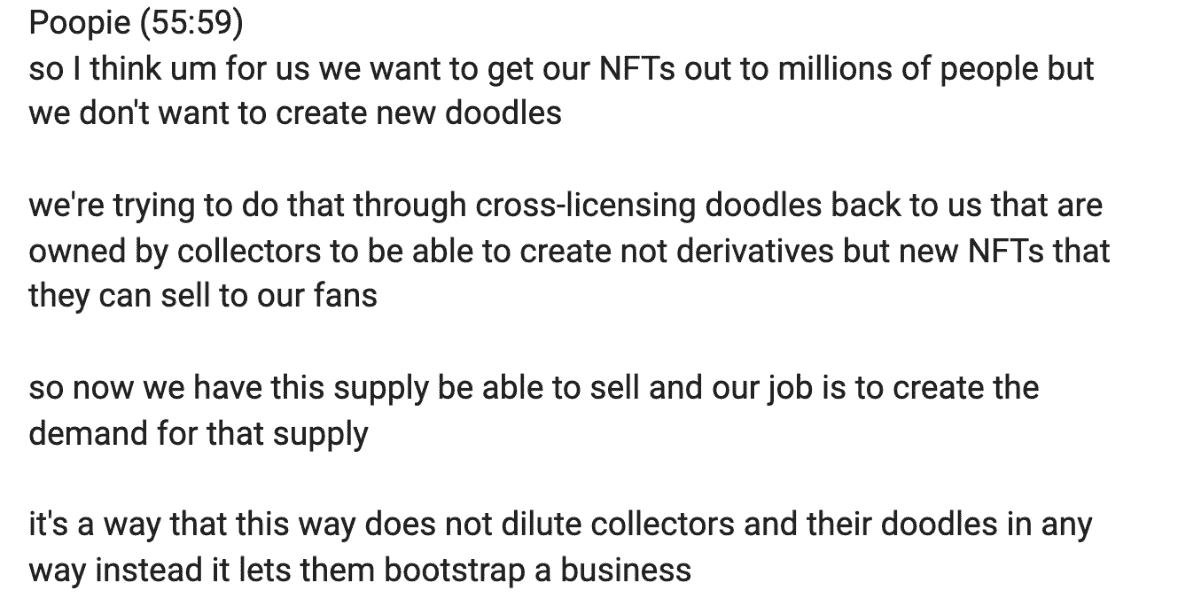 Poopie (55:59)
so I think um for us we want to get our NFTs out to millions of people but
we don't want to create new doodles
we're trying to do that through cross-licensing doodles back to us that are
owned by collectors to be able to create not derivatives but new NFTs that
they can sell to our fans
so now we have this supply be able to sell and our job is to create the
demand for that supply
it's a way that this way does not dilute collectors and their doodles in any
way instead it lets them bootstrap a business